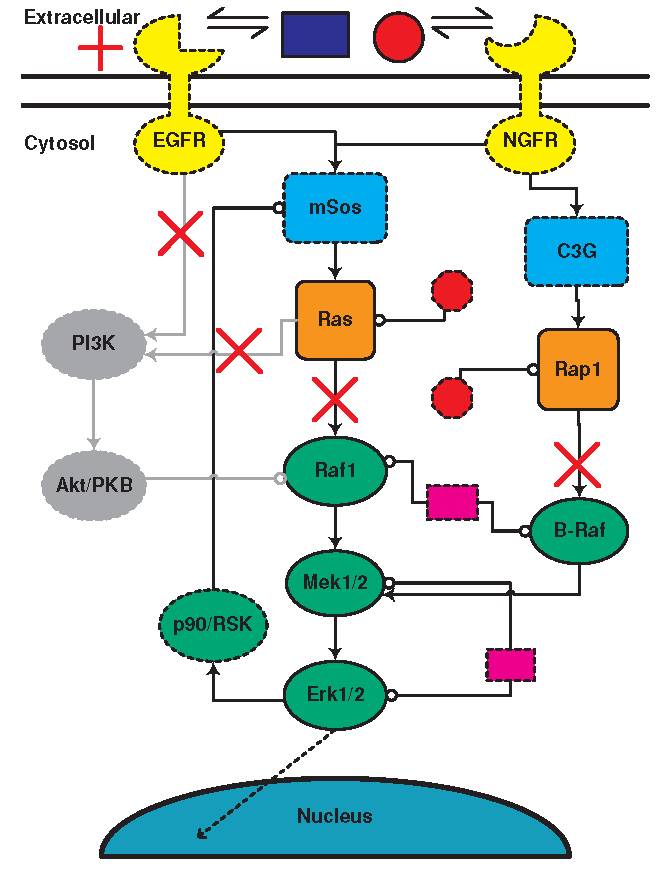 Extracellular
EGFR
NGFR
Cytosol
mSos
C3G
Ras
PI3K
Rap1
Raf1
Akt/PKB
B-Raf
Mek1/2
p90/RSK
Erk1/2
Nucleus